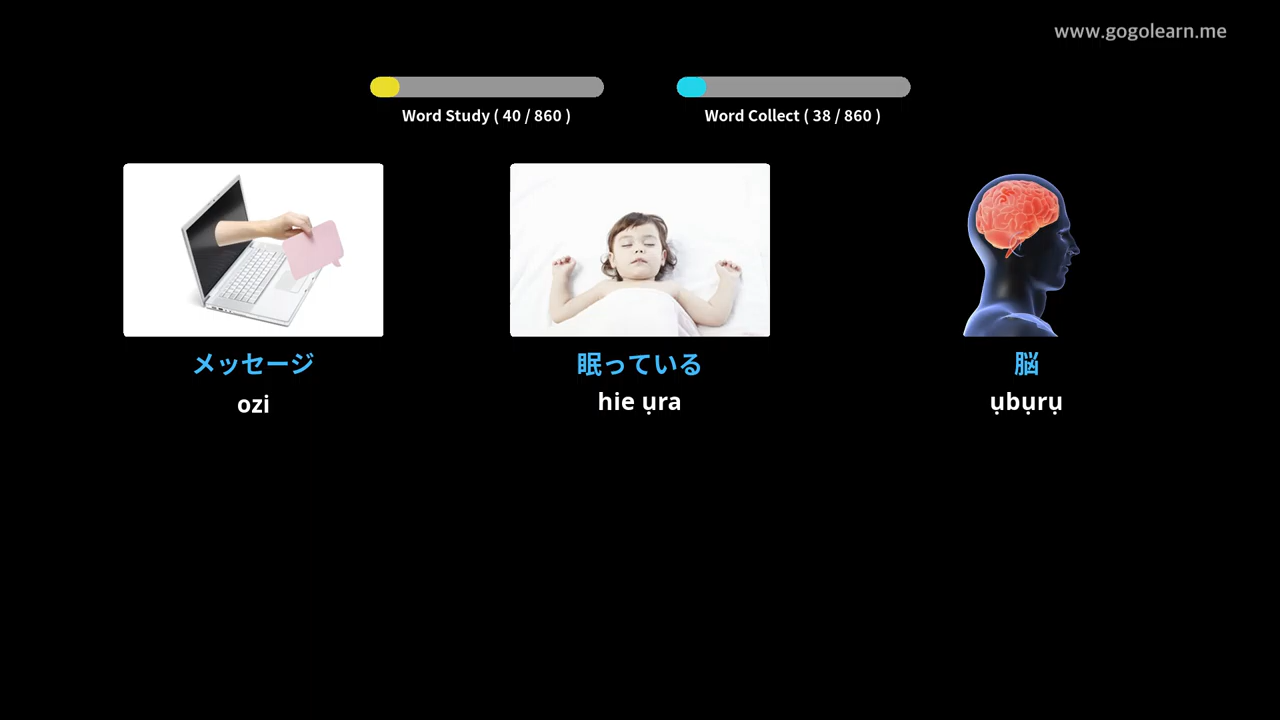 www.gogolearn.me
Word Study ( 40 / 860 )
Word Collect ( 38 / 860 )
メッセージ
ozi
眠っている
hie ụra
脳
ụbụrụ